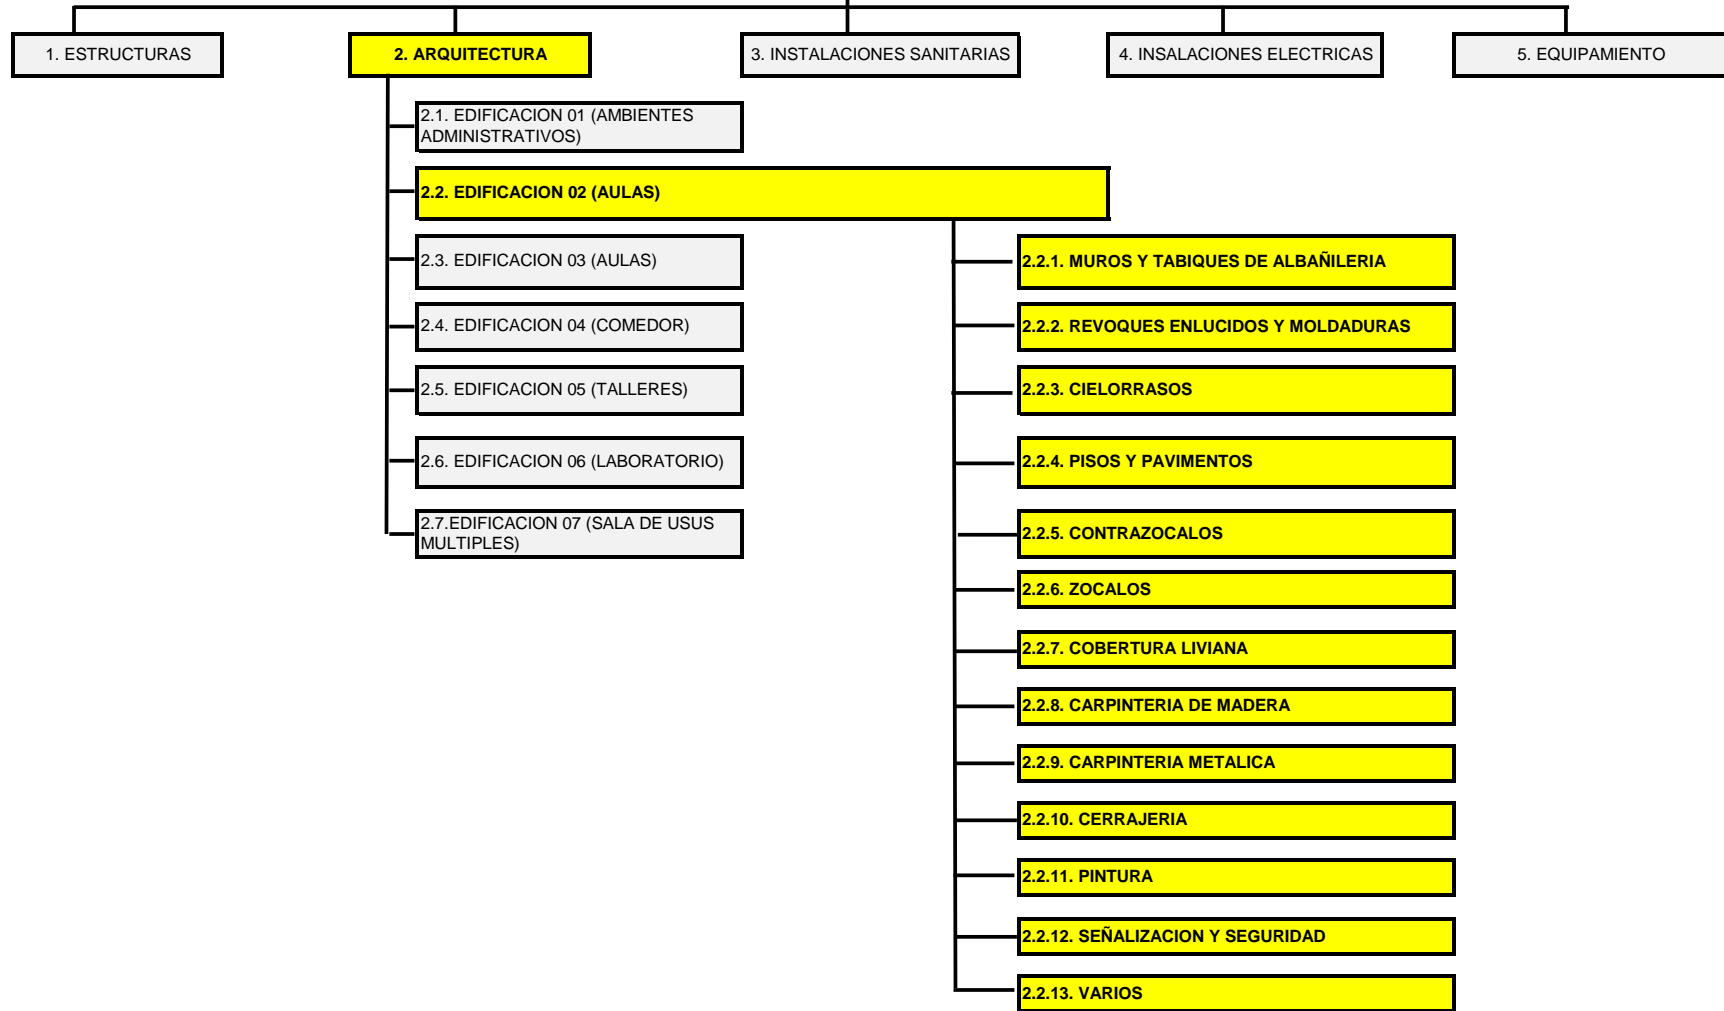 1. ESTRUCTURAS
2. ARQUITECTURA
3. INSTALACIONES SANITARIAS
4. INSALACIONES ELECTRICAS
5. EQUIPAMIENTO
2.1. EDIFICACION 01 (AMBIENTES
ADMINISTRATIVOS)
2.2. EDIFICACION 02 (AULAS)
2.3. EDIFICACION 03 (AULAS)
2.4. EDIFICACION 04 (COMEDOR)
2.5. EDIFICACION 05 (TALLERES)
2.6. EDIFICACION 06 (LABORATORIO)
2.7.EDIFICACION 07 (SALA DE USUS
MULTIPLES)
2.2.1. MUROS Y TABIQUES DE ALBAÑILERIA
2.2.2. REVOQUES ENLUCIDOS Y MOLDADURAS
2.2.3. CIELORRASOS
2.2.4. PISOS Y PAVIMENTOS
2.2.5. CONTRAZOCALOS
2.2.6. ZOCALOS
2.2.7. COBERTURA LIVIANA
2.2.8. CARPINTERIA DE MADERA
2.2.9. CARPINTERIA METALICA
2.2.10. CERRAJERIA
2.2.11. PINTURA
2.2.12. SEÑALIZACION Y SEGURIDAD
2.2.13. VARIOS